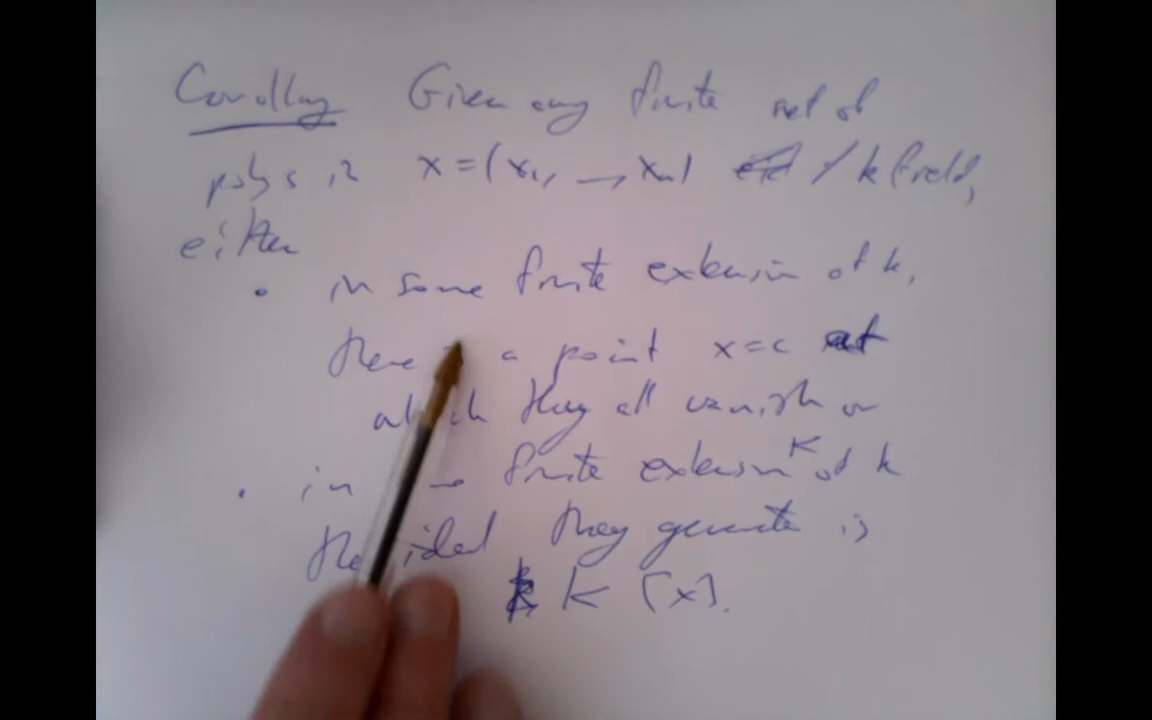 Corollary Given any finite set of
polys in x=(x1, —, xn) / k field,
either
• in some finite extension of k,
there a point x=c at
which they all vanish or
• in finite extension K of k
the ideal they generate is
K [x].